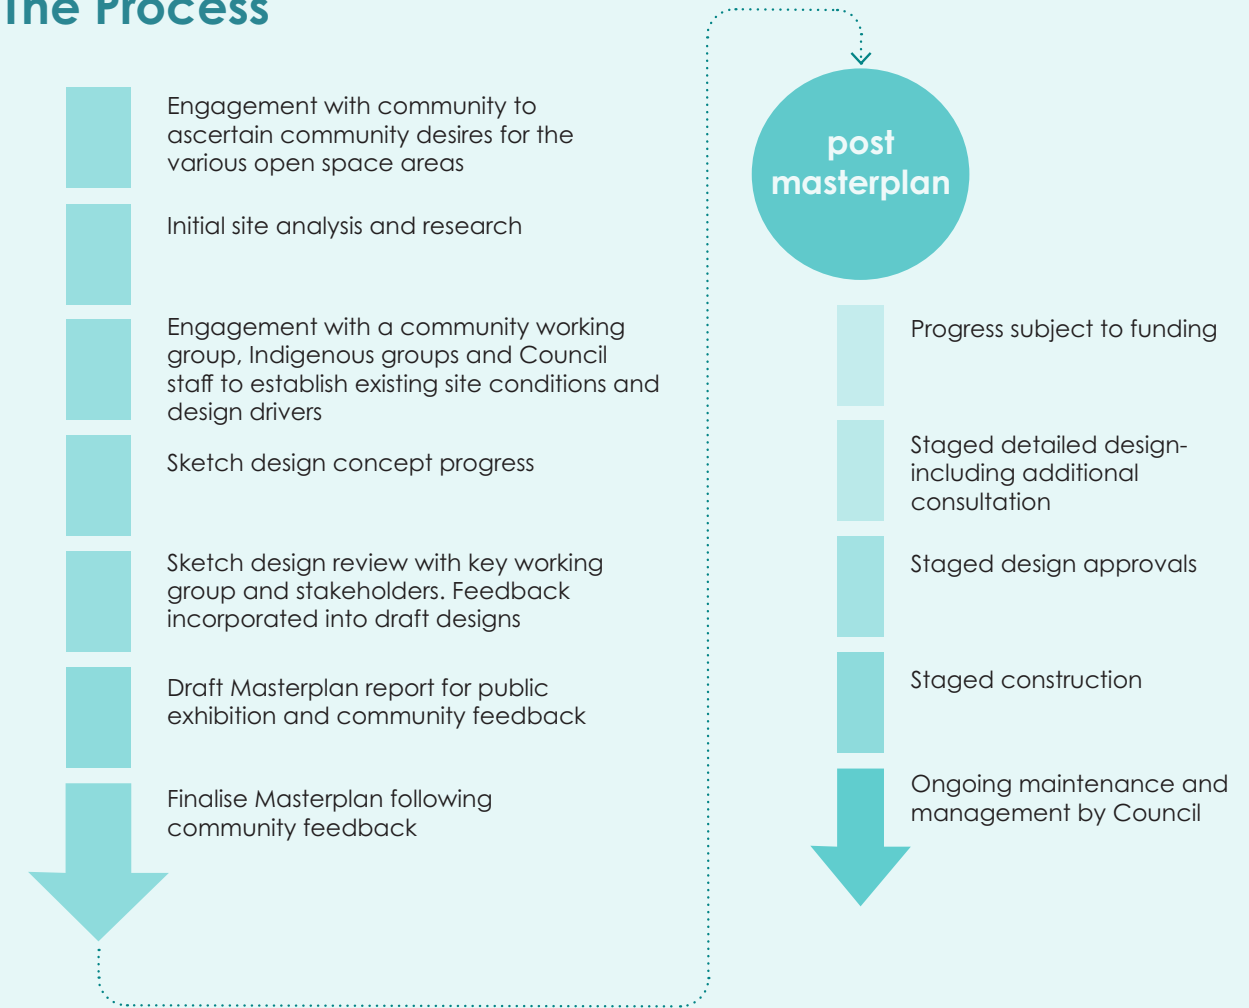 The Process
Engagement with community to
ascertain community desires for the
various open space areas
Initial site analysis and research
Engagement with a community working
group, Indigenous groups and Council
staff to establish existing site conditions and
design drivers
Sketch design concept progress
Sketch design review with key working
group and stakeholders. Feedback
incorporated into draft designs
Draft Masterplan report for public
exhibition and community feedback
Finalise Masterplan following
community feedback
post
masterplan
Progress subject to funding
Staged detailed design-
including additional
consultation
Staged design approvals
Staged construction
Ongoing maintenance and
management by Council